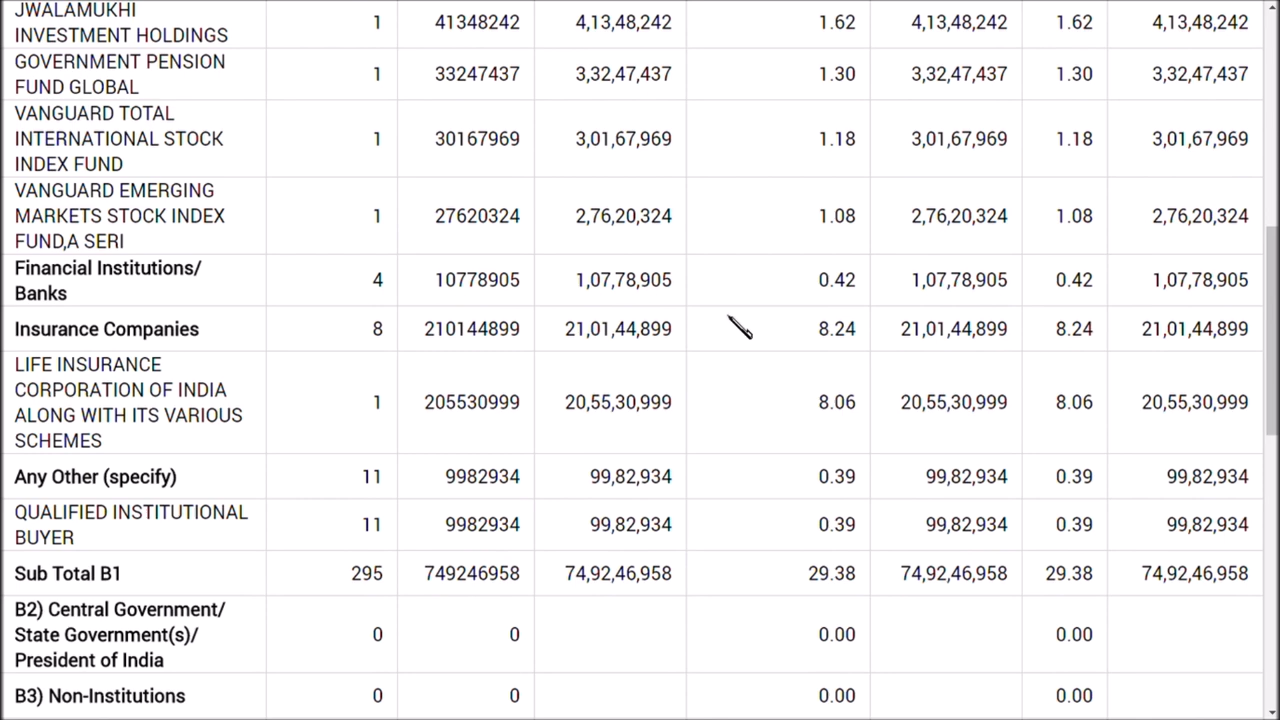 JWALAMUKHI
INVESTMENT HOLDINGS 1 41348242 4,13,48,242 1.62 4,13,48,242 1.62 4,13,48,242
GOVERNMENT PENSION
FUND GLOBAL 1 33247437 3,32,47,437 1.30 3,32,47,437 1.30 3,32,47,437
VANGUARD TOTAL
INTERNATIONAL STOCK 1 30167969 3,01,67,969 1.18 3,01,67,969 1.18 3,01,67,969
INDEX FUND
VANGUARD EMERGING
MARKETS STOCK INDEX 1 27620324 2,76,20,324 1.08 2,76,20,324 1.08 2,76,20,324
FUND,A SERI
Financial Institutions/
Banks 4 10778905 1,07,78,905 0.42 1,07,78,905 0.42 1,07,78,905
Insurance Companies 8 210144899 21,01,44,899 8.24 21,01,44,899 8.24 21,01,44,899
LIFE INSURANCE
CORPORATION OF INDIA 1 205530999 20,55,30,999 8.06 20,55,30,999 8.06 20,55,30,999
ALONG WITH ITS VARIOUS
SCHEMES
Any Other (specify) 11 9982934 99,82,934 0.39 99,82,934 0.39 99,82,934
QUALIFIED INSTITUTIONAL
BUYER 11 9982934 99,82,934 0.39 99,82,934 0.39 99,82,934
Sub Total B1 295 749246958 74,92,46,958 29.38 74,92,46,958 29.38 74,92,46,958
B2) Central Government/
State Government(s)/ 0 0 0.00 0.00
President of India
B3) Non-Institutions 0 0 0.00 0.00